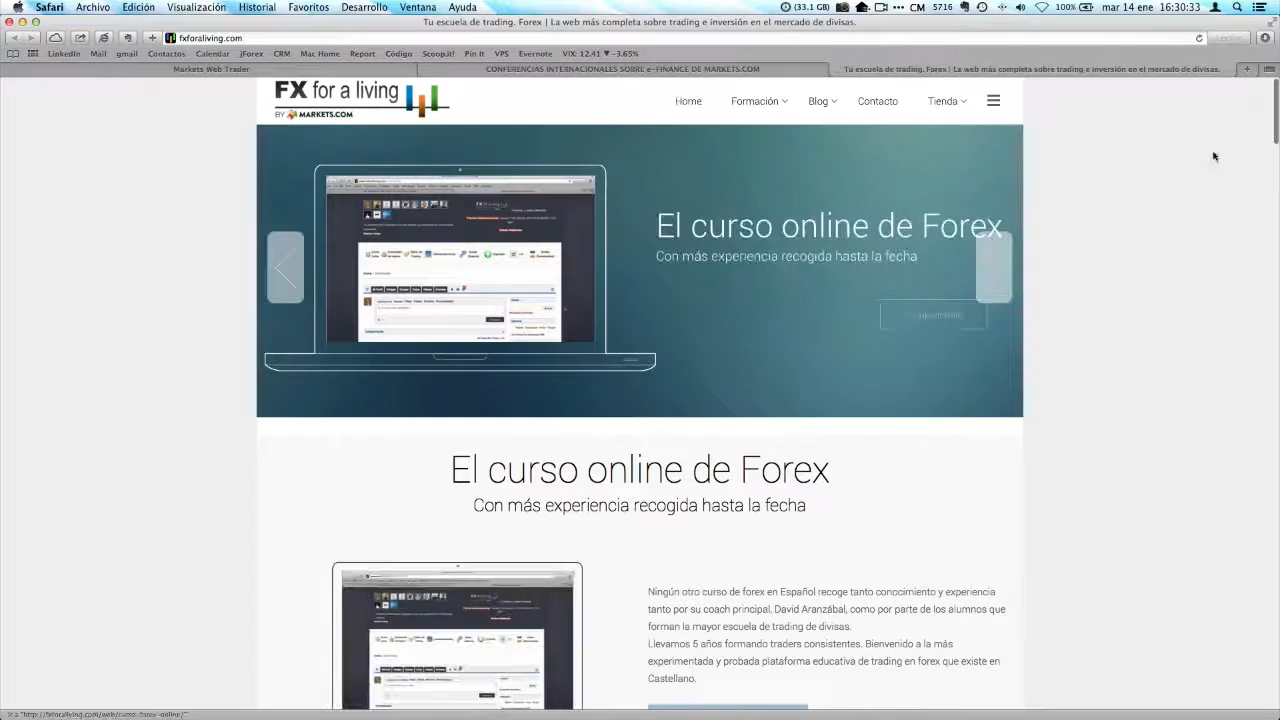 Safari Archivo Edición Visualización Historial Favoritos Desarrollo Ventana Ayuda (33.1 GB) CM 5716 100% mar 14 ene 16:30:33
Tu escuela de trading. Forex | La web más completa sobre trading e inversión en el mercado de divisas.
fxforaliving.com
LinkedIn Mail gmail Contactos Calendar jForex CRM Mac Home Report Código Scoop.it! Pin It VPS Evernote VIX: 12.41 ▼-3.65%
Markets Web Trader CONFERENCIAS INTERNACIONALES SOBRE e-FINANCE DE MARKETS.COM Tu escuela de trading. Forex | La web más completa sobre trading e inversión en el mercado de divisas.
FX for a living
BY MARKETS.COM
Home Formación Blog Contacto Tienda
El curso online de Forex
Con más experiencia recogida hasta la fecha
El curso online de Forex
Con más experiencia recogida hasta la fecha
Ningún otro curso de forex en Español recoge tanto conocimiento y experiencia
tanto por su coach principal, David Aranzabal, como por parte de los alumnos que
forman la mayor escuela de trading de divisas.
Llevamos 5 años formando traders consistentes. Bienvenido a la más
experimentada y probada plataforma de e-learning en forex que existe en
Castellano.